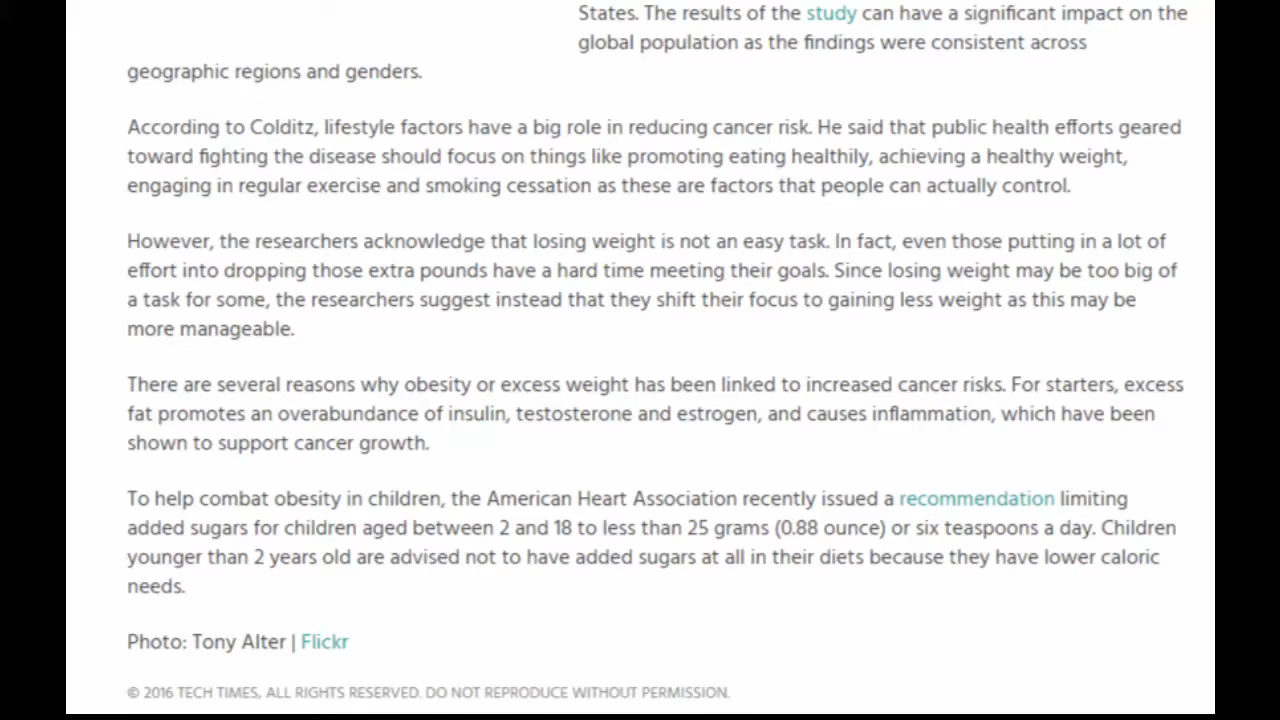 States. The results of the study can have a significant impact on the
global population as the findings were consistent across
geographic regions and genders.
According to Colditz, lifestyle factors have a big role in reducing cancer risk. He said that public health efforts geared
toward fighting the disease should focus on things like promoting eating healthily, achieving a healthy weight,
engaging in regular exercise and smoking cessation as these are factors that people can actually control.
However, the researchers acknowledge that losing weight is not an easy task. In fact, even those putting in a lot of
effort into dropping those extra pounds have a hard time meeting their goals. Since losing weight may be too big of
a task for some, the researchers suggest instead that they shift their focus to gaining less weight as this may be
more manageable.
There are several reasons why obesity or excess weight has been linked to increased cancer risks. For starters, excess
fat promotes an overabundance of insulin, testosterone and estrogen, and causes inflammation, which have been
shown to support cancer growth.
To help combat obesity in children, the American Heart Association recently issued a recommendation limiting
added sugars for children aged between 2 and 18 to less than 25 grams (0.88 ounce) or six teaspoons a day. Children
younger than 2 years old are advised not to have added sugars at all in their diets because they have lower caloric
needs.
Photo: Tony Alter | Flickr
© 2016 TECH TIMES, ALL RIGHTS RESERVED. DO NOT REPRODUCE WITHOUT PERMISSION.